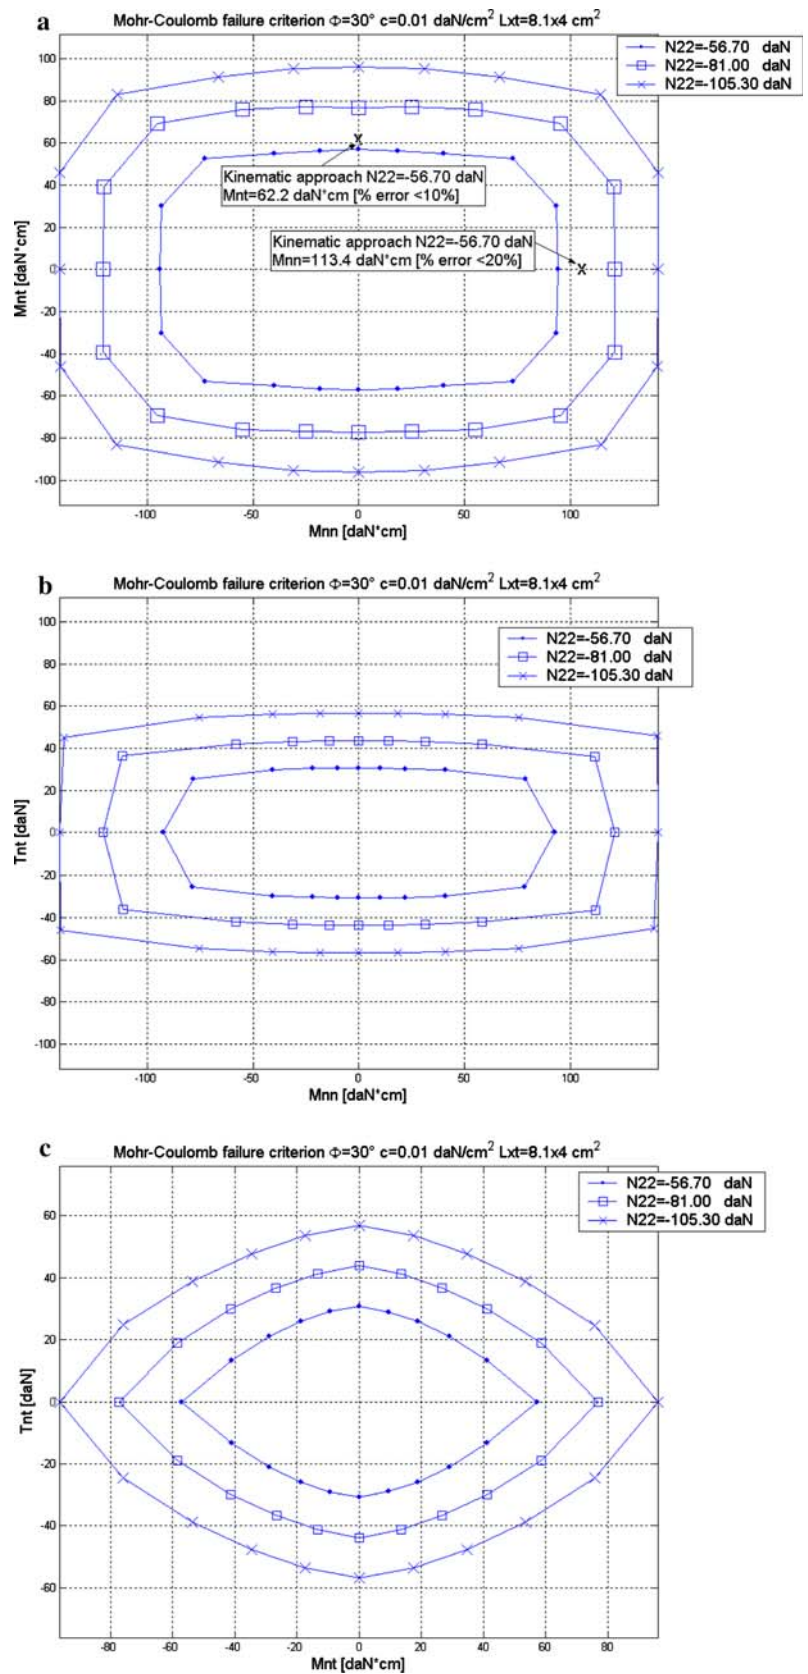 a
Mohr-Coulomb failure criterion Φ=30° c=0.01 daN/cm² Lxt=8.1x4 cm²
N22=-56.70 daN
N22=-81.00 daN
N22=-105.30 daN
100
80
60
40
20
0
-20
-40
-60
-80
-100
Mnt [daN*cm]
X
Kinematic approach N22=-56.70 daN
Mnt=62.2 daN*cm [% error <10%]
Kinematic approach N22=-56.70 daN
Mnn=113.4 daN*cm [% error <20%]
X
-100 -50 0 50 100
Mnn [daN*cm]
b
Mohr-Coulomb failure criterion Φ=30° c=0.01 daN/cm² Lxt=8.1x4 cm²
N22=-56.70 daN
N22=-81.00 daN
N22=-105.30 daN
100
80
60
40
20
0
-20
-40
-60
-80
-100
Tnt [daN]
-100 -50 0 50 100
Mnn [daN*cm]
c
Mohr-Coulomb failure criterion Φ=30° c=0.01 daN/cm² Lxt=8.1x4 cm²
N22=-56.70 daN
N22=-81.00 daN
N22=-105.30 daN
60
40
20
0
-20
-40
-60
Tnt [daN]
-80 -60 -40 -20 0 20 40 60 80
Mnt [daN*cm]